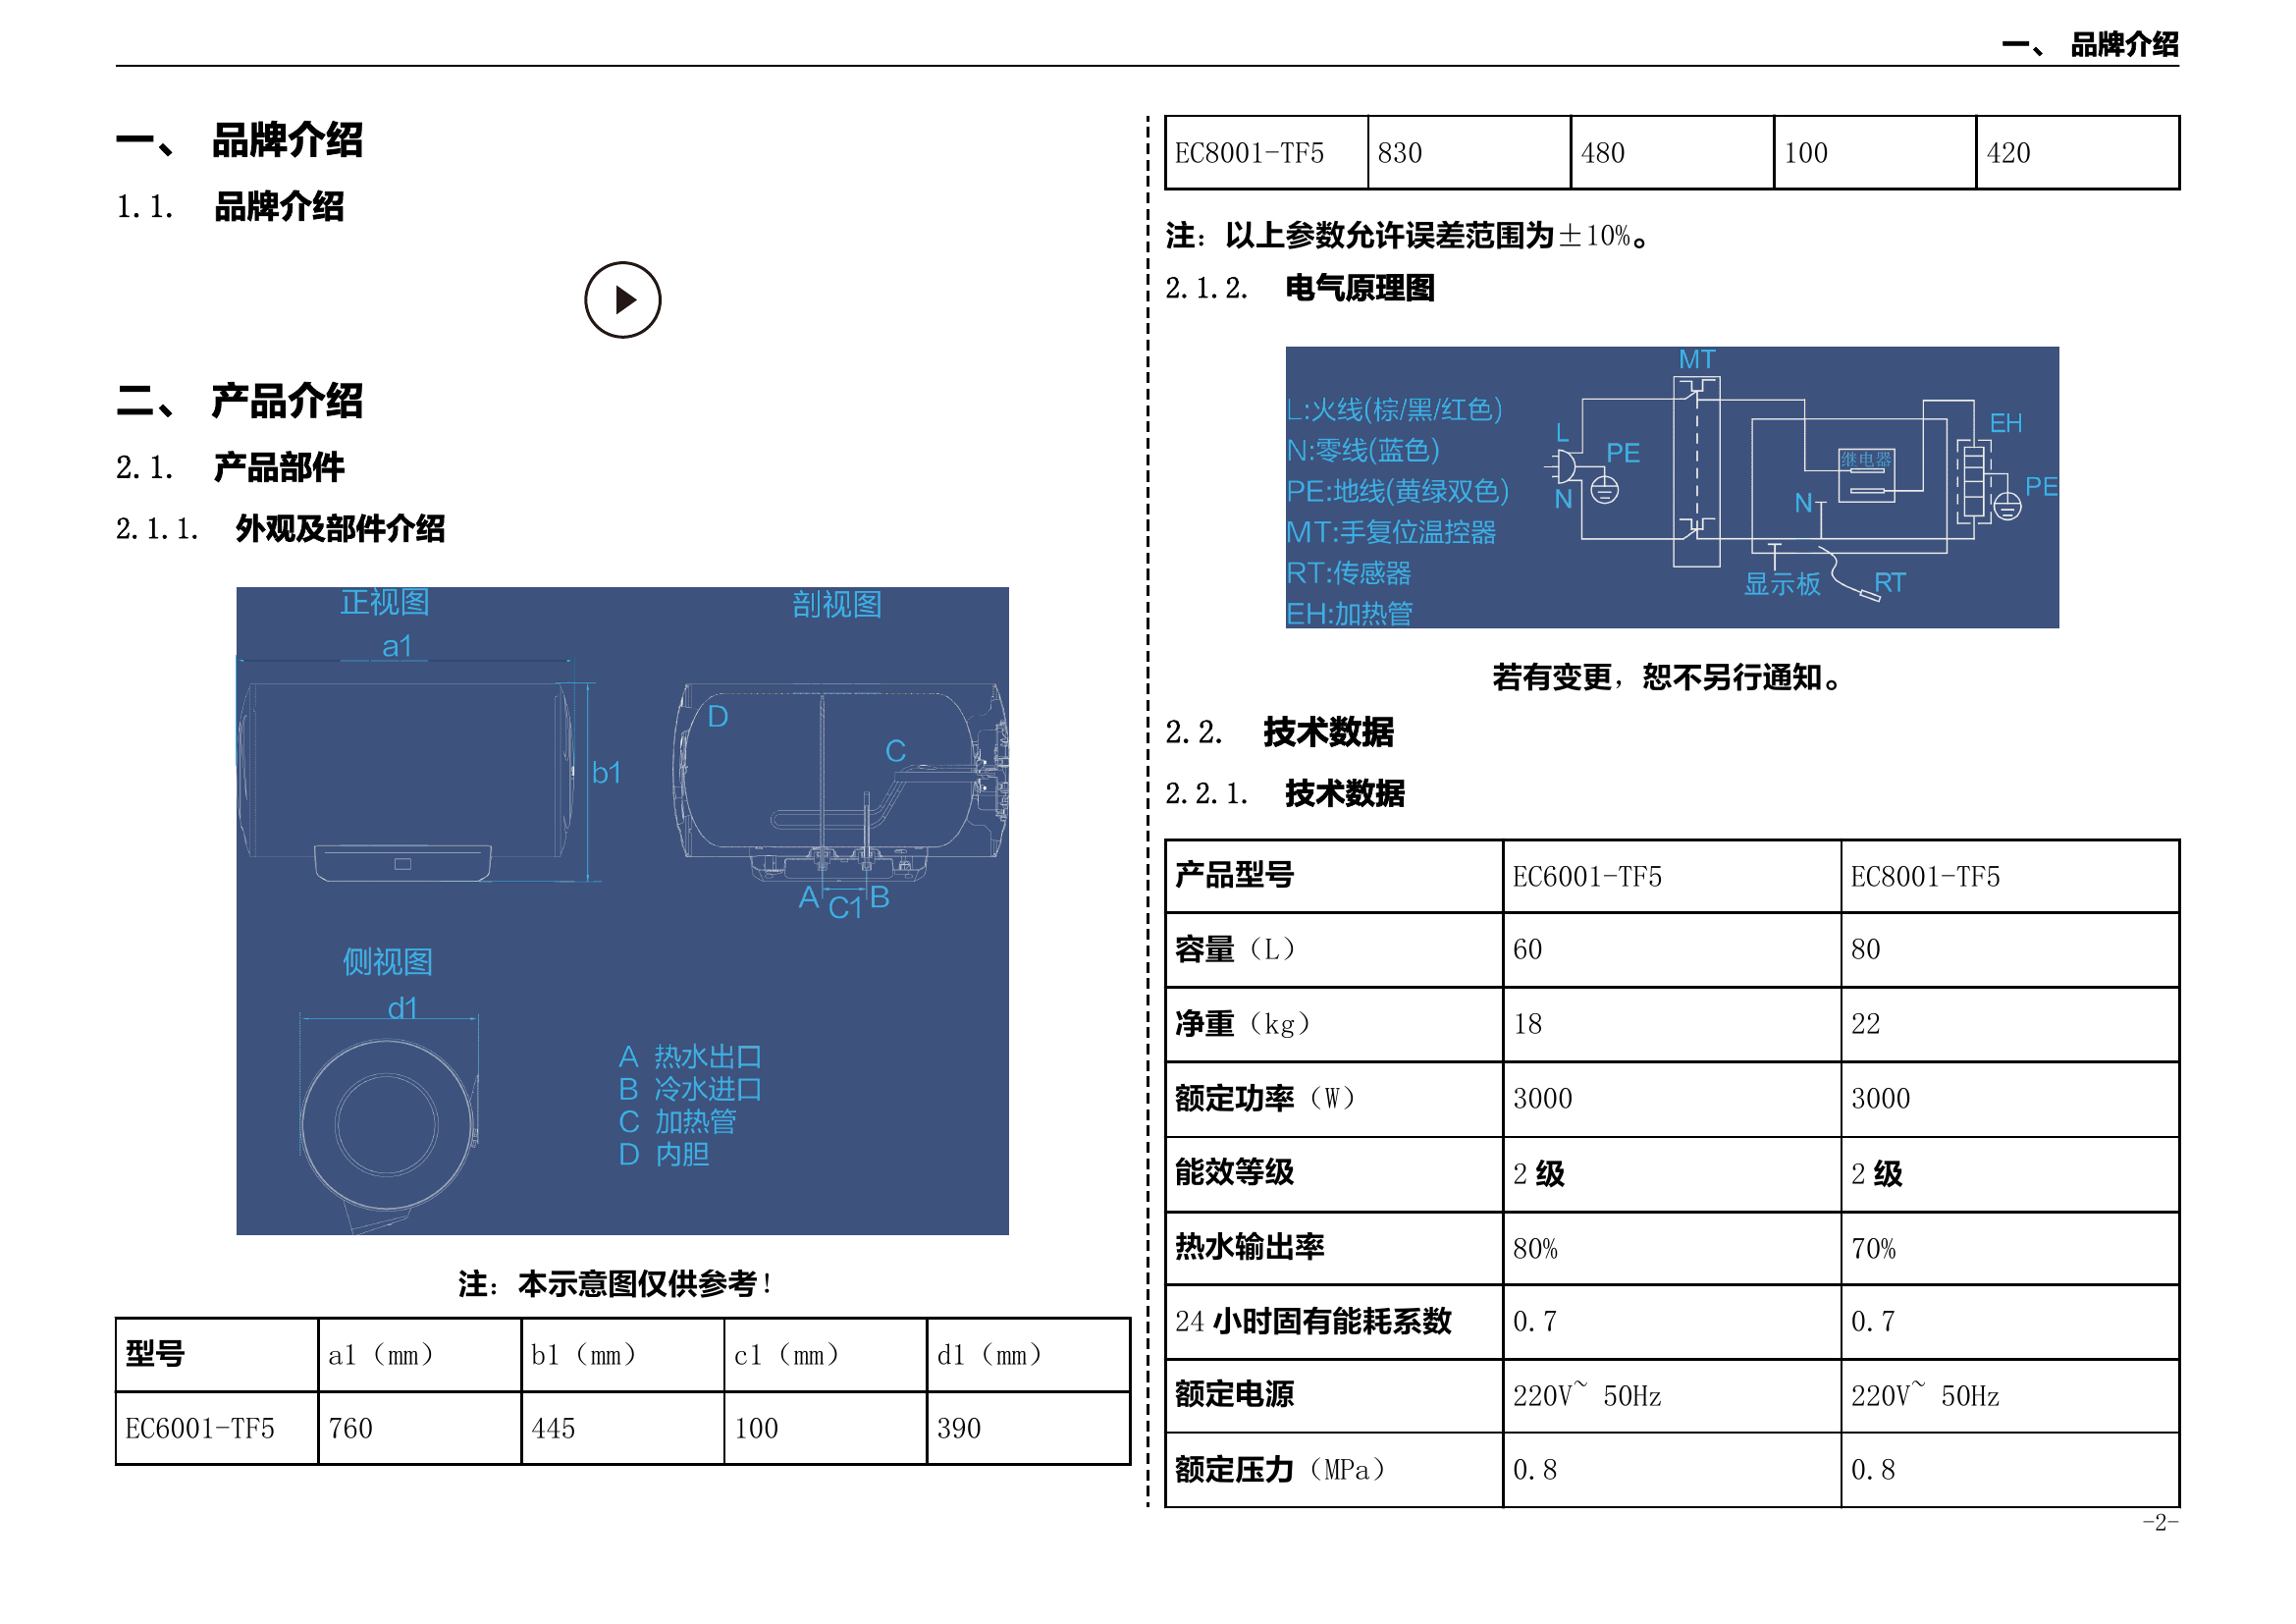 一、 品牌介绍
一、 品牌介绍
1.1. 品牌介绍
二、 产品介绍
2.1. 产品部件
2.1.1. 外观及部件介绍
正视图
剖视图
a1
b1
D
C
A
C1
B
侧视图
d1
A 热水出口
B 冷水进口
C 加热管
D 内胆
注：本示意图仅供参考！
型号 a1（mm） b1（mm） c1（mm） d1（mm）
EC6001-TF5 760 445 100 390
EC8001-TF5 830 480 100 420
注：以上参数允许误差范围为±10%。
2.1.2. 电气原理图
MT
L:火线(棕/黑/红色)
N:零线(蓝色)
PE:地线(黄绿双色)
MT:手复位温控器
RT:传感器
EH:加热管
L
PE
N
继电器
N
EH
PE
显示板
RT
若有变更，恕不另行通知。
2.2. 技术数据
2.2.1. 技术数据
产品型号 EC6001-TF5 EC8001-TF5
容量（L） 60 80
净重（kg） 18 22
额定功率（W） 3000 3000
能效等级 2 级 2 级
热水输出率 80% 70%
24 小时固有能耗系数 0.7 0.7
额定电源 220V~ 50Hz 220V~ 50Hz
额定压力（MPa） 0.8 0.8
-2-